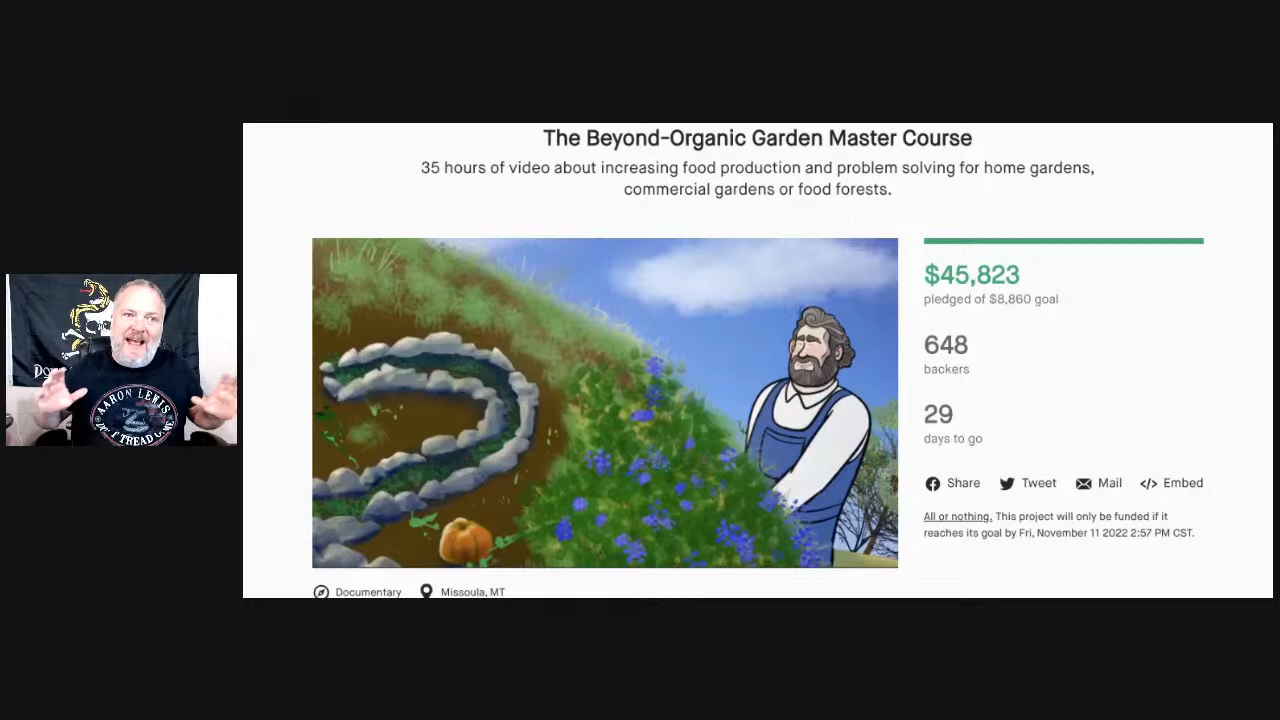 The Beyond-Organic Garden Master Course
35 hours of video about increasing food production and problem solving for home gardens,
commercial gardens or food forests.
$45,823
pledged of $8,860 goal
648
backers
29
days to go
Share Tweet Mail Embed
All or nothing. This project will only be funded if it
reaches its goal by Fri, November 11 2022 2:57 PM CST.
Documentary Missoula, MT
AARON LEWIS
TREAD